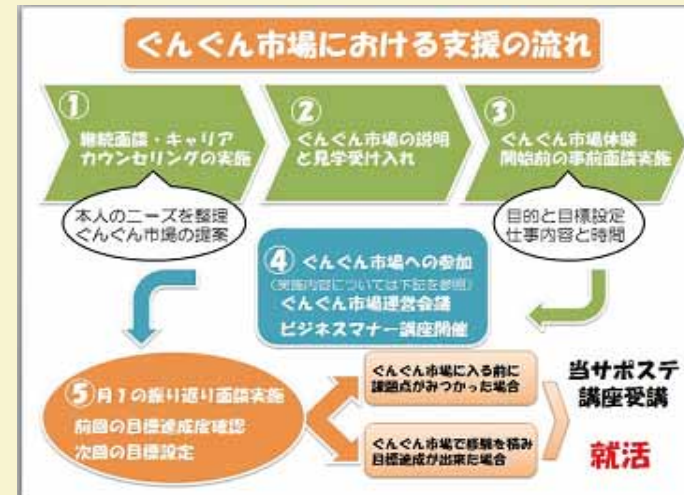 ぐんぐん市場における支援の流れ
①
継続面談・キャリア
カウンセリングの実施
②
ぐんぐん市場の説明
と見学受け入れ
③
ぐんぐん市場体験
開始前の事前面談実施
本人のニーズを整理
ぐんぐん市場の提案
目的と目標設定
仕事内容と時間
④ ぐんぐん市場への参加
(実施内容については下記を参照)
ぐんぐん市場運営会議
ビジネスマナー講座開催
⑤月1の振り返り面談実施
前回の目標達成度確認
次回の目標設定
ぐんぐん市場に入る前に
課題点がみつかった場合
ぐんぐん市場で経験を積み
目標達成が出来た場合
当サポステ
講座受講
就活